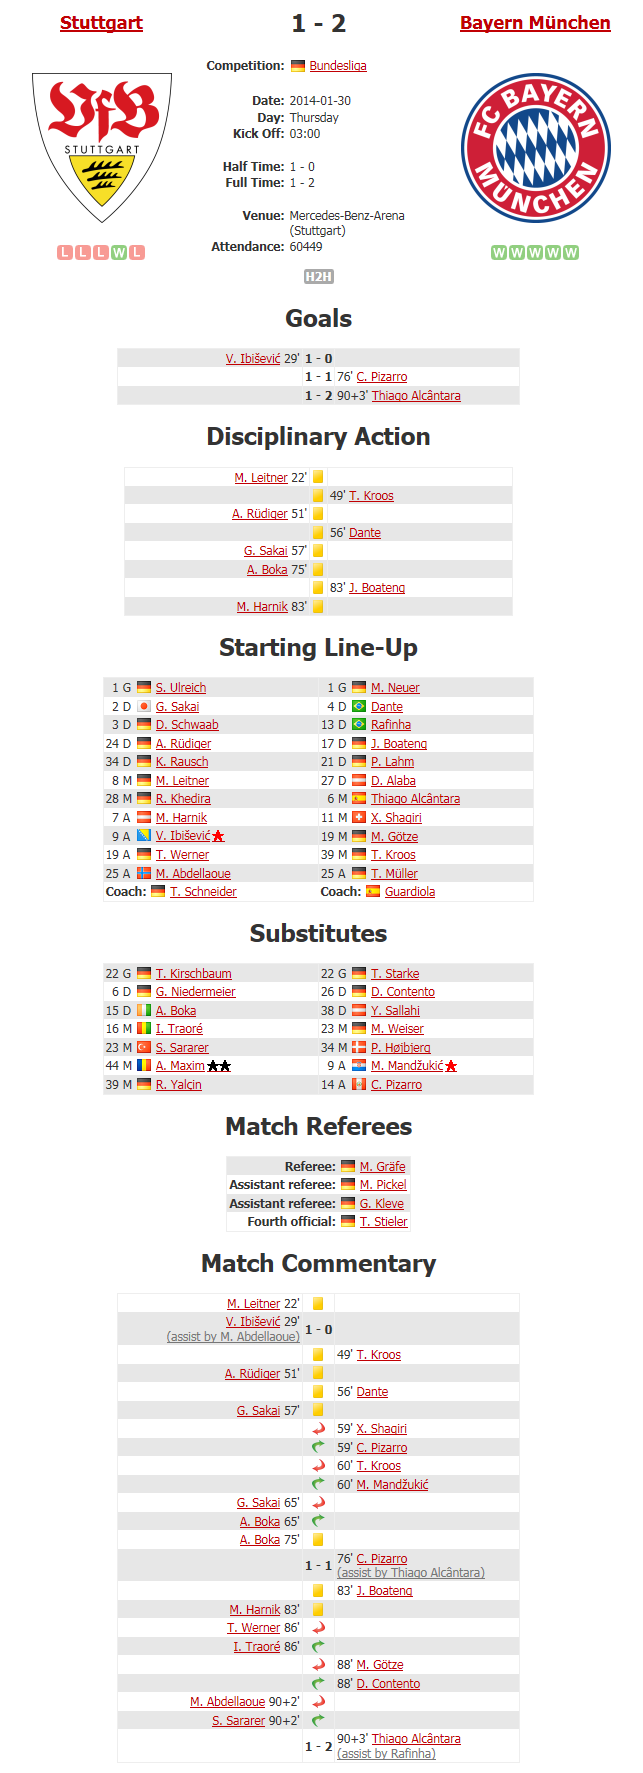 Stuttgart
1 - 2
Bayern München
Competition: Bundesliga
Date: 2014-01-30
Day: Thursday
Kick Off: 03:00
Half Time: 1 - 0
Full Time: 1 - 2
Venue: Mercedes-Benz-Arena
(Stuttgart)
Attendance: 60449
VfB
STUTTGART
FC BAYERN
MÜNCHEN
L L L W L
W W W W W
H2H
Goals
V. Ibišević 29' 1 - 0
1 - 1 76' C. Pizarro
1 - 2 90+3' Thiago Alcântara
Disciplinary Action
M. Leitner 22'
49' T. Kroos
A. Rüdiger 51'
56' Dante
G. Sakai 57'
A. Boka 75'
83' J. Boateng
M. Harnik 83'
Starting Line-Up
1 G S. Ulreich 1 G M. Neuer
2 D G. Sakai 4 D Dante
3 D D. Schwaab 13 D Rafinha
24 D A. Rüdiger 17 D J. Boateng
34 D K. Rausch 21 D P. Lahm
8 M M. Leitner 27 D D. Alaba
28 M R. Khedira 6 M Thiago Alcântara
7 A M. Harnik 11 M X. Shaqiri
9 A V. Ibišević 19 M M. Götze
19 A T. Werner 39 M T. Kroos
25 A M. Abdellaoue 25 A T. Müller
Coach: T. Schneider Coach: Guardiola
Substitutes
22 G T. Kirschbaum 22 G T. Starke
6 D G. Niedermeier 26 D D. Contento
15 D A. Boka 38 D Y. Sallahi
16 M I. Traoré 23 M M. Weiser
23 M S. Sararer 34 M P. Højbjerg
44 M A. Maxim 9 A M. Mandžukić
39 M R. Yalçin 14 A C. Pizarro
Match Referees
Referee: M. Gräfe
Assistant referee: M. Pickel
Assistant referee: G. Kleve
Fourth official: T. Stieler
Match Commentary
M. Leitner 22'
V. Ibišević 29'
(assist by M. Abdellaoue) 1 - 0
49' T. Kroos
A. Rüdiger 51'
56' Dante
G. Sakai 57'
59' X. Shaqiri
59' C. Pizarro
60' T. Kroos
60' M. Mandžukić
G. Sakai 65'
A. Boka 65'
A. Boka 75'
1 - 1 76' C. Pizarro
(assist by Thiago Alcântara)
83' J. Boateng
M. Harnik 83'
T. Werner 86'
I. Traoré 86'
88' M. Götze
88' D. Contento
M. Abdellaoue 90+2'
S. Sararer 90+2'
1 - 2 90+3' Thiago Alcântara
(assist by Rafinha)